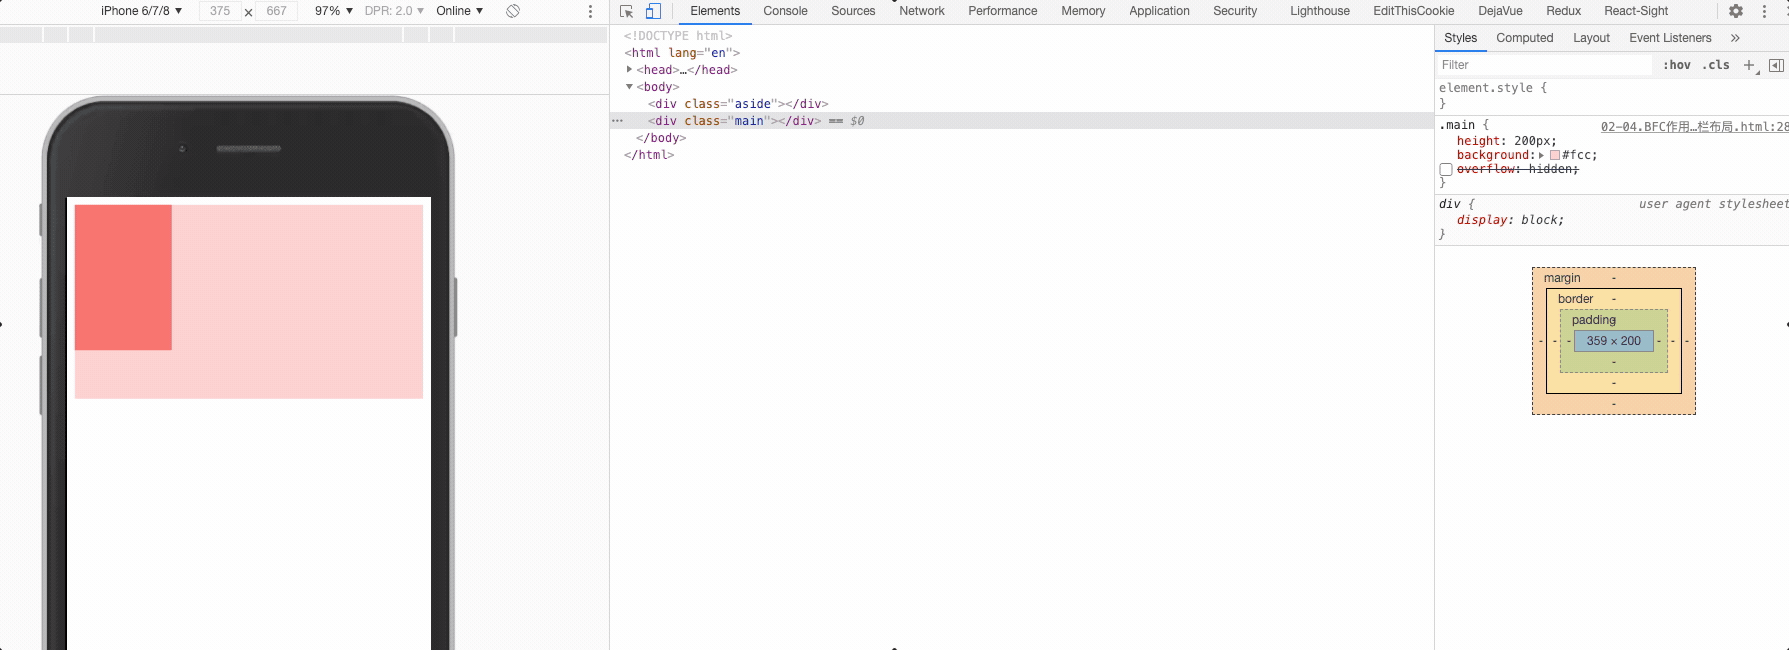 iPhone 6/7/8 ▼ 375 × 667 97% ▼ DPR: 2.0 ▼ Online ▼
Elements Console Sources Network Performance Memory Application Security Lighthouse EditThisCookie DejaVue Redux React-Sight
<!DOCTYPE html>
<html lang="en">
▶<head>…</head>
▼<body>
<div class="aside"></div>
<div class="main"></div> == $0
</body>
</html>
Styles Computed Layout Event Listeners »
Filter :hov .cls +
element.style {
}
.main { 02-04.BFC作用…栏布局.html:28
height: 200px;
background:▶ #fcc;
overflow: hidden;
}
div { user agent stylesheet
display: block;
}
margin -
border -
padding -
- - - 359 × 200 - - -
-
-
-